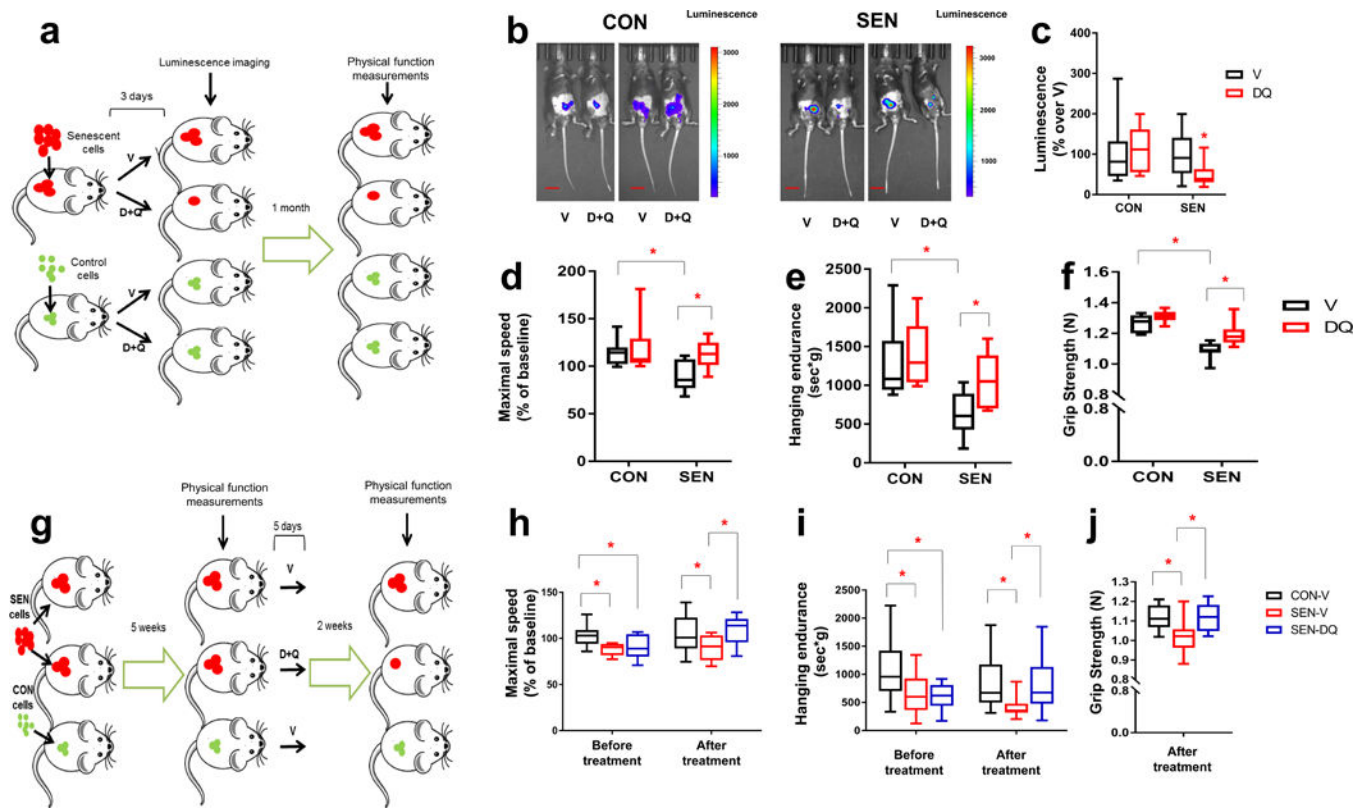 a
Luminescence imaging
Physical function
measurements
3 days
Senescent
cells
V
D+Q
1 month
Control
cells
V
D+Q
b
CON
Luminescence
3000
2000
1000
V D+Q V D+Q
SEN
Luminescence
3000
2000
1000
V D+Q V D+Q
c
Luminescence
(% over V)
400
300
200
100
0
*
CON SEN
V
DQ
d
Maximal speed
(% of baseline)
200
150
100
50
0
*
*
CON SEN
e
Hanging endurance
(sec*g)
2500
2000
1500
1000
500
0
*
*
CON SEN
f
Grip Strength (N)
1.6
1.4
1.2
1.0
0.8
0.8
0.0
*
*
CON SEN
V
DQ
g
Physical function
measurements
Physical function
measurements
5 days
SEN
cells
CON
cells
5 weeks
V
D+Q
V
2 weeks
h
Maximal speed
(% of baseline)
150
100
50
0
*
*
*
*
Before
treatment
After
treatment
i
Hanging endurance
(sec*g)
2500
2000
1500
1000
500
0
*
*
*
*
Before
treatment
After
treatment
j
Grip Strength (N)
1.3
1.2
1.1
1.0
0.9
0.8
0.8
0.0
*
*
After
treatment
CON-V
SEN-V
SEN-DQ